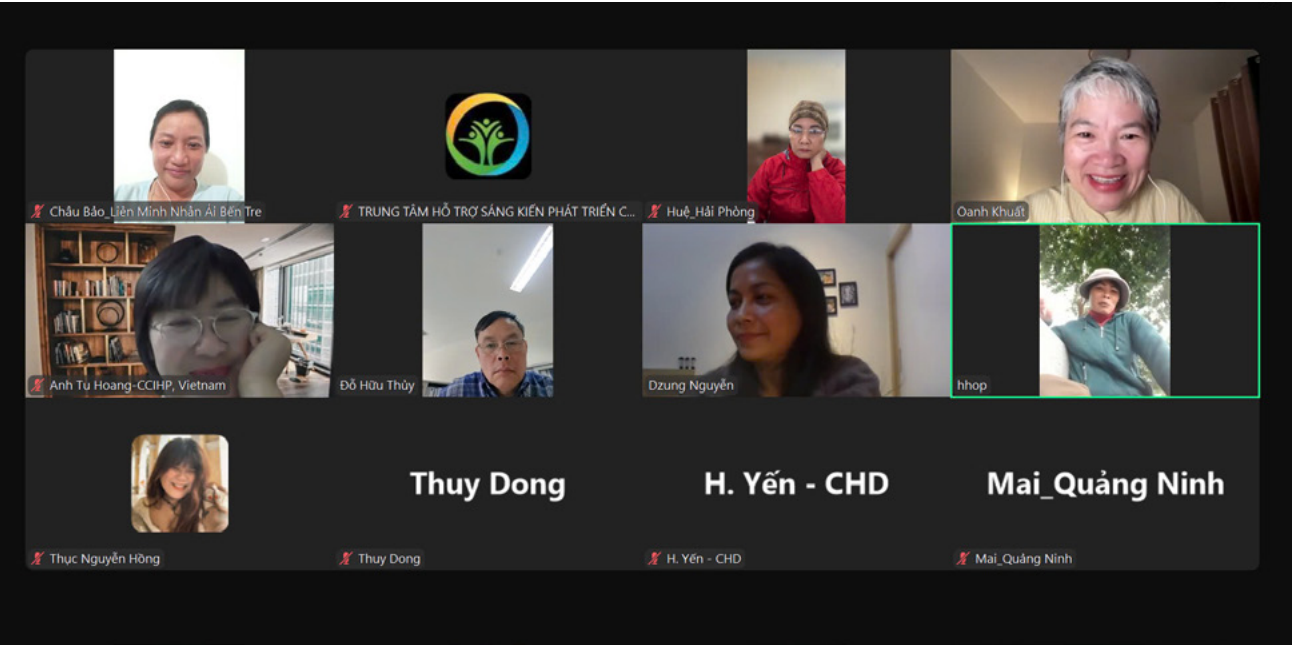 Châu Bảo_Liên Minh Nhân Ái Bến Tre
TRUNG TÂM HỖ TRỢ SÁNG KIẾN PHÁT TRIỂN C...
Huệ_Hải Phòng
Oanh Khuất
Anh Tu Hoang-CCIHP, Vietnam
Đỗ Hữu Thủy
Dzung Nguyễn
hhop
Thục Nguyễn Hồng
Thuy Dong
Thuy Dong
H. Yến - CHD
H. Yến - CHD
Mai_Quảng Ninh
Mai_Quảng Ninh